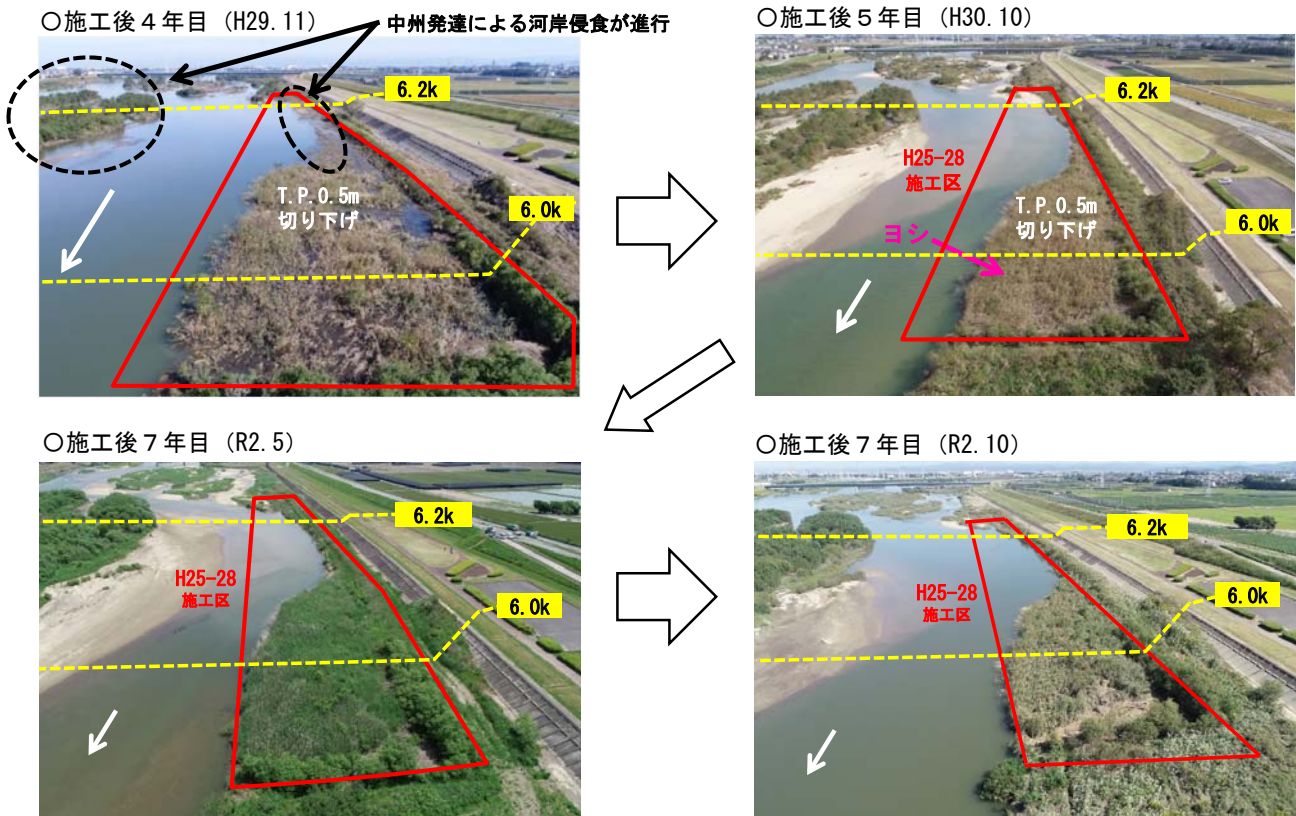 ○施工後４年目（H29.11）
中州発達による河岸侵食が進行
6.2k
T.P.0.5m
切り下げ
6.0k
○施工後５年目（H30.10）
6.2k
H25-28
施工区
T.P.0.5m
切り下げ
ヨシ
6.0k
○施工後７年目（R2.5）
6.2k
H25-28
施工区
6.0k
○施工後７年目（R2.10）
6.2k
H25-28
施工区
6.0k